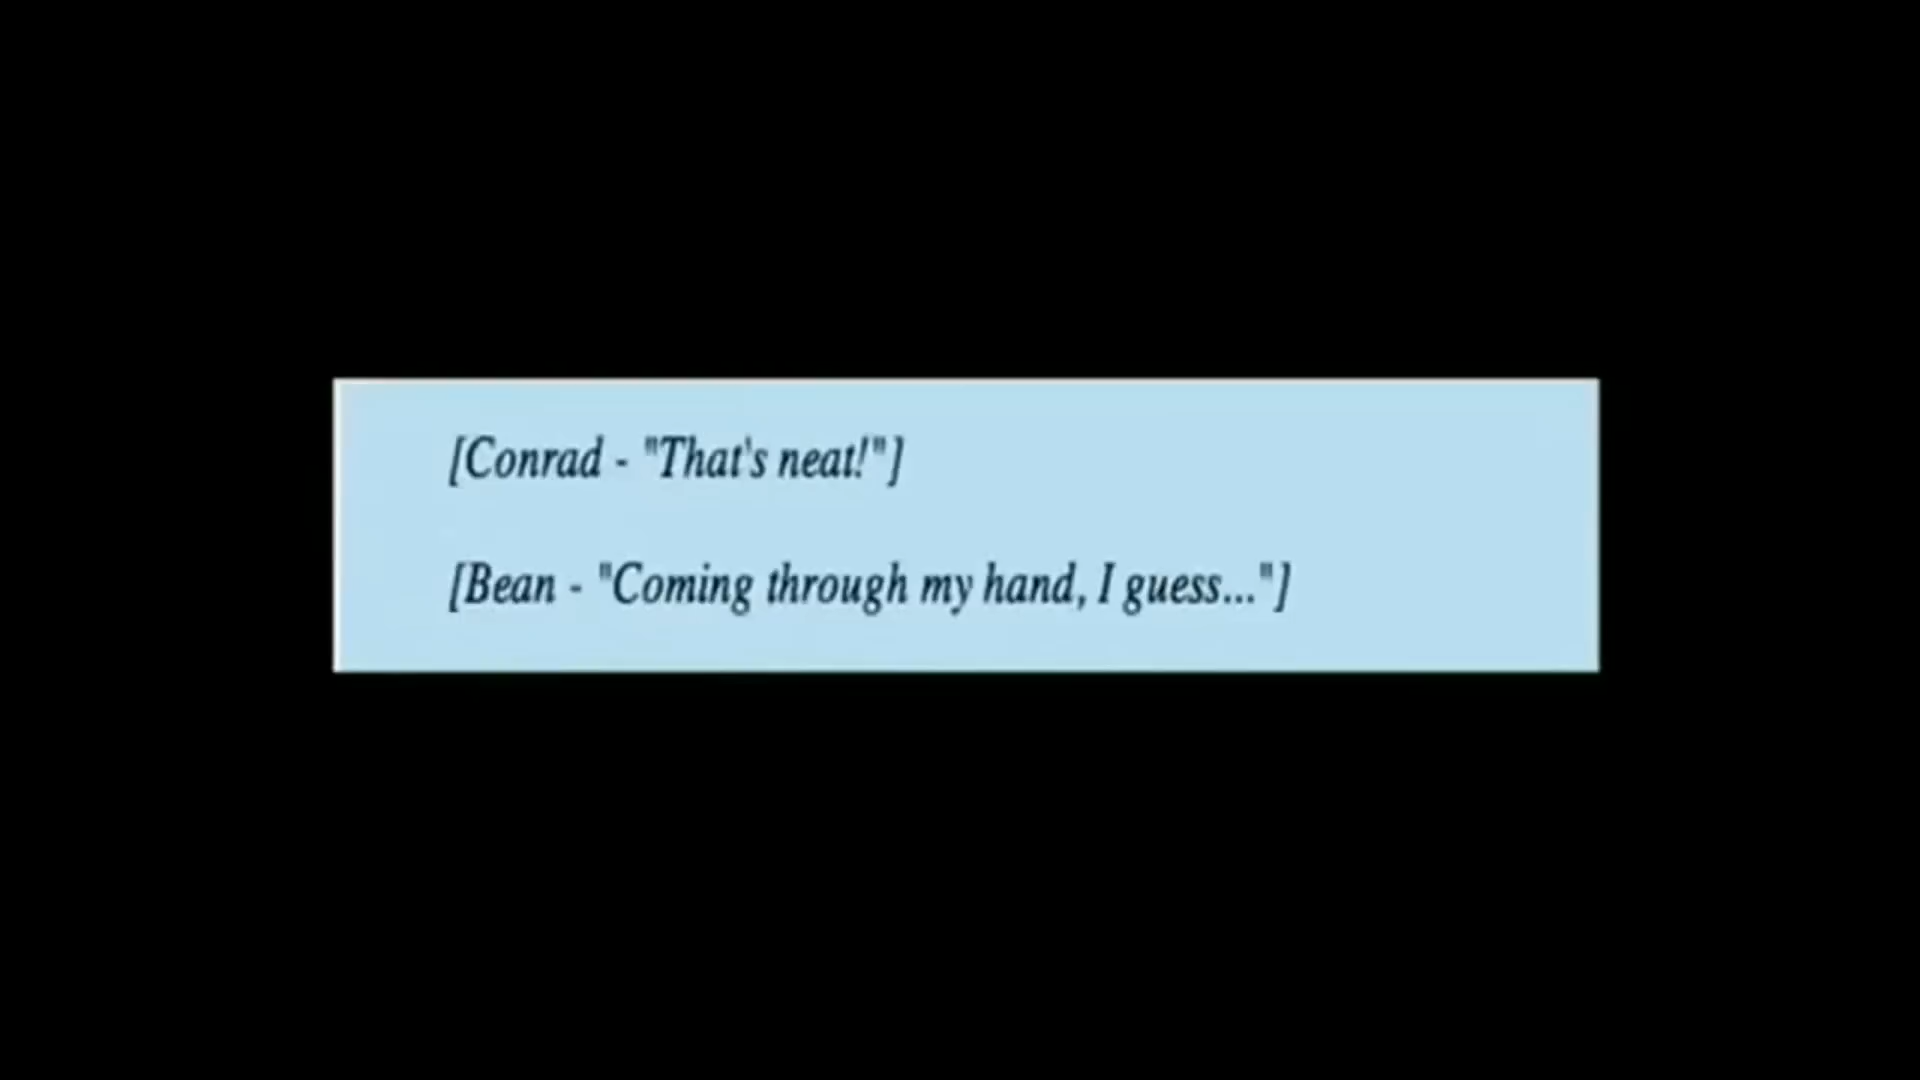 [Conrad - "That's neat!"]
[Bean - "Coming through my hand, I guess..."]